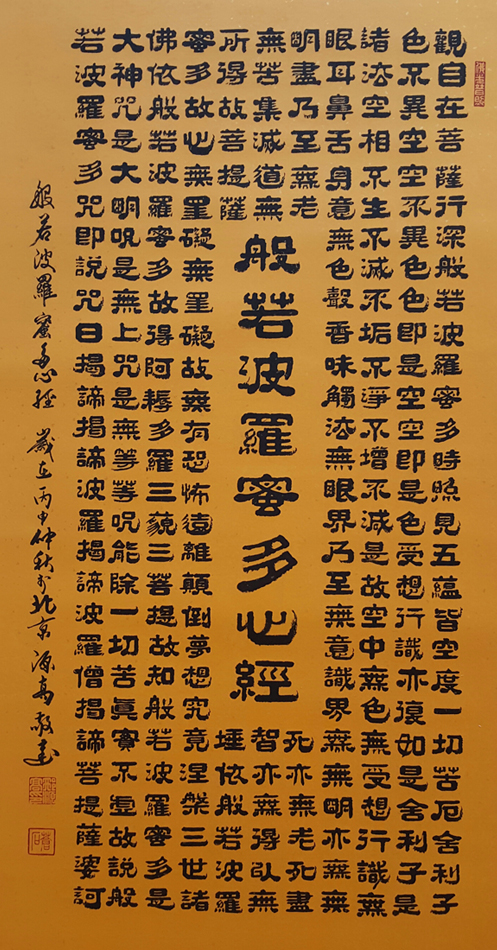 觀自在菩薩行深般若波羅蜜多時照見五蘊皆空度一切苦厄舍利子
色不異空空不異色色即是空空即是色受想行識亦復如是舍利子是
諸法空相不生不滅不垢不淨不增不減是故空中無色無受想行識無
眼耳鼻舌身意無色聲香味觸法無眼界乃至無意識界無無明亦無無
明盡乃至無老
死亦無老死盡
無苦集滅道無
智亦無得以無
所得故菩提薩
埵依般若波羅
般若波羅蜜多心經
蜜多故心無罣礙無罣礙故無有恐怖遠離顛倒夢想究竟涅槃三世諸
佛依般若波羅蜜多故得阿耨多羅三藐三菩提故知般若波羅蜜多是
大神咒是大明呪是無上咒是無等等呪能除一切苦眞實不虛故說般
若波羅蜜多咒即說咒曰揭諦揭諦波羅揭諦波羅僧揭諦菩提薩婆訶
般若波羅蜜多心經 歲在丙申仲秋於北京 源高敬書